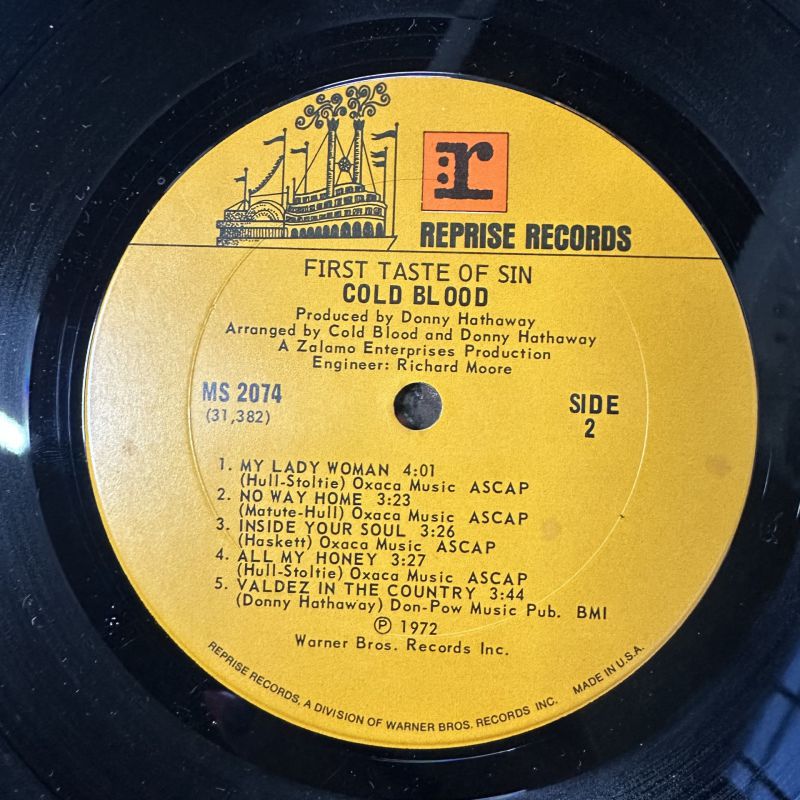 r:
REPRISE RECORDS
FIRST TASTE OF SIN
COLD BLOOD
Produced by Donny Hathaway
Arranged by Cold Blood and Donny Hathaway
A Zalamo Enterprises Production
Engineer: Richard Moore
MS 2074
(31,382)
SIDE
2
1. MY LADY WOMAN 4:01
(Hull-Stoltie) Oxaca Music ASCAP
2. NO WAY HOME 3:23
(Matute-Hull) Oxaca Music ASCAP
3. INSIDE YOUR SOUL 3:26
(Haskett) Oxaca Music ASCAP
4. ALL MY HONEY 3:27
(Hull-Stoltie) Oxaca Music ASCAP
5. VALDEZ IN THE COUNTRY 3:44
(Donny Hathaway) Don-Pow Music Pub. BMI
℗ 1972
Warner Bros. Records Inc.
REPRISE RECORDS, A DIVISION OF WARNER BROS. RECORDS INC. MADE IN U.S.A.